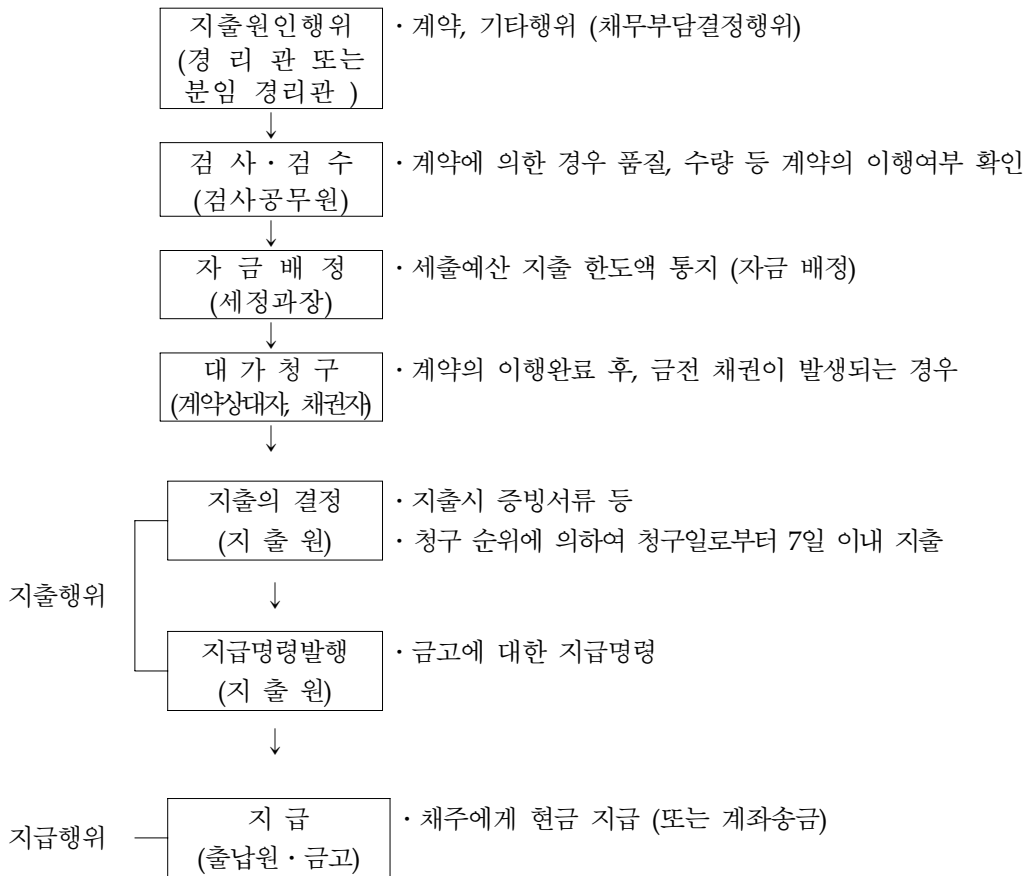 지출원인행위
(경 리 관 또는
분임 경리관 )
· 계약, 기타행위 (채무부담결정행위)
↓
검 사 · 검 수
(검사공무원)
· 계약에 의한 경우 품질, 수량 등 계약의 이행여부 확인
↓
자 금 배 정
(세정과장)
· 세출예산 지출 한도액 통지 (자금 배정)
↓
대 가 청 구
(계약상대자, 채권자)
· 계약의 이행완료 후, 금전 채권이 발생되는 경우
↓
지출행위
지출의 결정
(지 출 원)
· 지출시 증빙서류 등
· 청구 순위에 의하여 청구일로부터 7일 이내 지출
↓
지급명령발행
(지 출 원)
· 금고에 대한 지급명령
↓
지급행위
지 급
(출납원 · 금고)
· 채주에게 현금 지급 (또는 계좌송금)